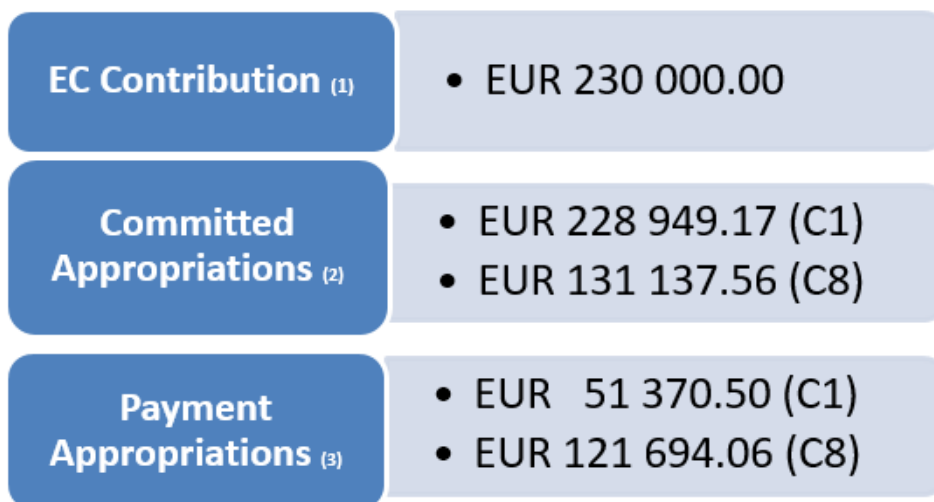 EC Contribution (1)
• EUR 230 000.00
Committed
Appropriations (2)
• EUR 228 949.17 (C1)
• EUR 131 137.56 (C8)
Payment
Appropriations (3)
• EUR   51 370.50 (C1)
• EUR 121 694.06 (C8)